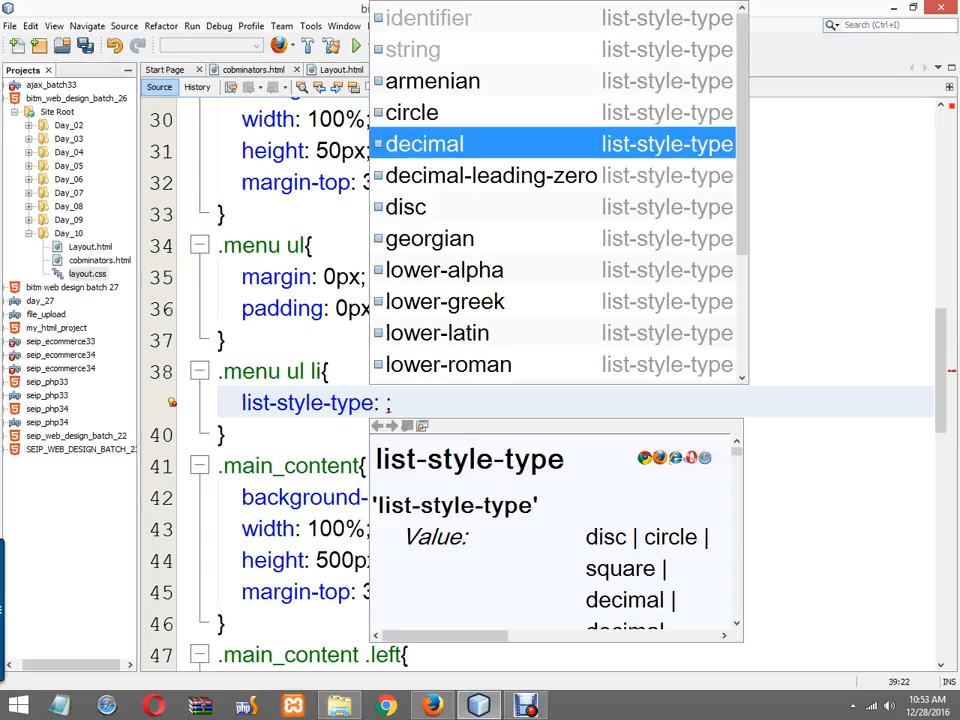 bi
File Edit View Navigate Source Refactor Run Debug Profile Team Tools Window
Search (Ctrl+I)
Projects
Start Page
cobminators.html
Layout.html
Source
History
ajax_batch33
bitm_web_design_batch_26
Site Root
Day_02
Day_03
Day_04
Day_05
Day_06
Day_07
Day_08
Day_09
Day_10
Layout.html
cobminators.html
layout.css
bitm web design batch 27
day_27
file_upload
my_html_project
seip_ecommerce33
seip_ecommerce34
seip_ecommerce34
seip_php33
seip_php34
seip_php34
seip_web_design_batch_22
SEIP_WEB_DESIGN_BATCH_23
30 width: 100%;
31 height: 50px;
32 margin-top: 3
33 }
34 .menu ul{
35 margin: 0px;
36 padding: 0px
37 }
38 .menu ul li{
list-style-type: ;
40 }
41 .main_content{
42 background-
43 width: 100%;
44 height: 500px
45 margin-top: 3
46 }
47 .main_content .left{
identifier list-style-type
string list-style-type
armenian list-style-type
circle list-style-type
decimal list-style-type
decimal-leading-zero list-style-type
disc list-style-type
georgian list-style-type
lower-alpha list-style-type
lower-greek list-style-type
lower-latin list-style-type
lower-roman list-style-type
list-style-type
'list-style-type'
Value: disc | circle |
square |
decimal |
decimal
39:22
INS
php
10:53 AM
12/28/2016